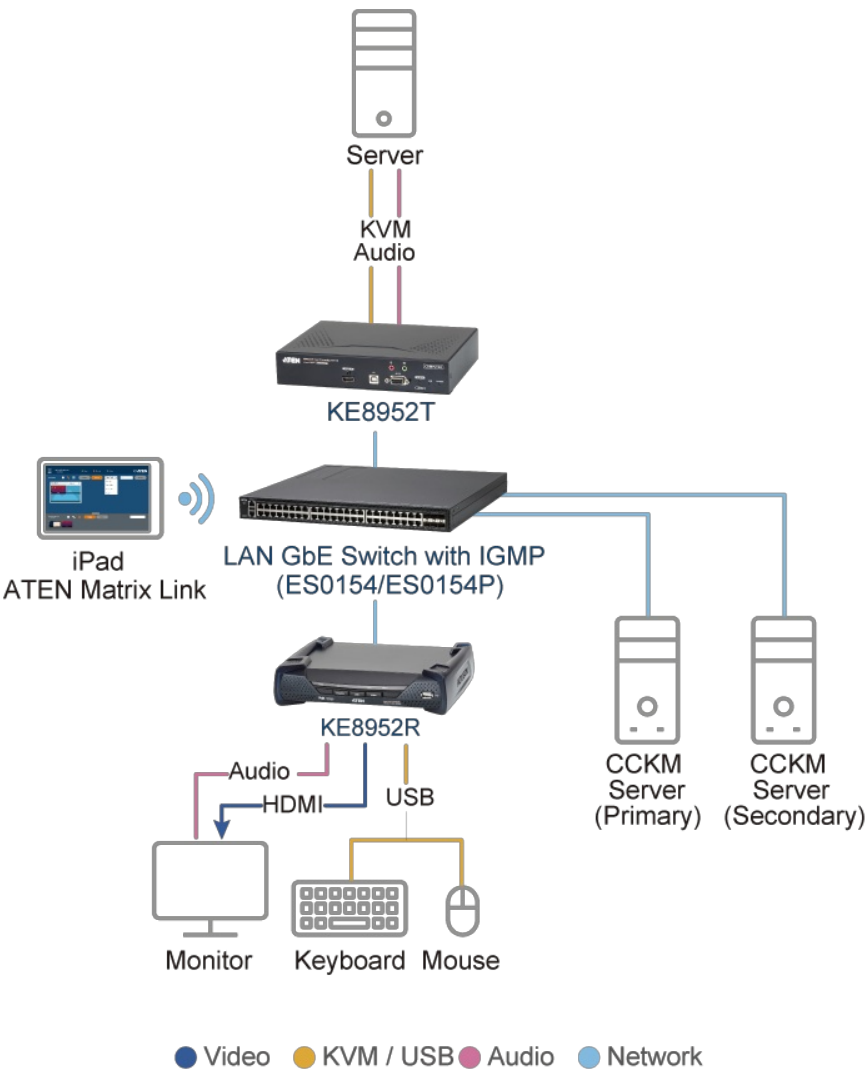 Server
KVM
Audio
ATEN
KE8952T
LAN GbE Switch with IGMP
(ES0154/ES0154P)
iPad
ATEN Matrix Link
KE8952R
Audio
HDMI
USB
CCKM
Server
(Primary)
CCKM
Server
(Secondary)
Monitor
Keyboard
Mouse
Video
KVM / USB
Audio
Network